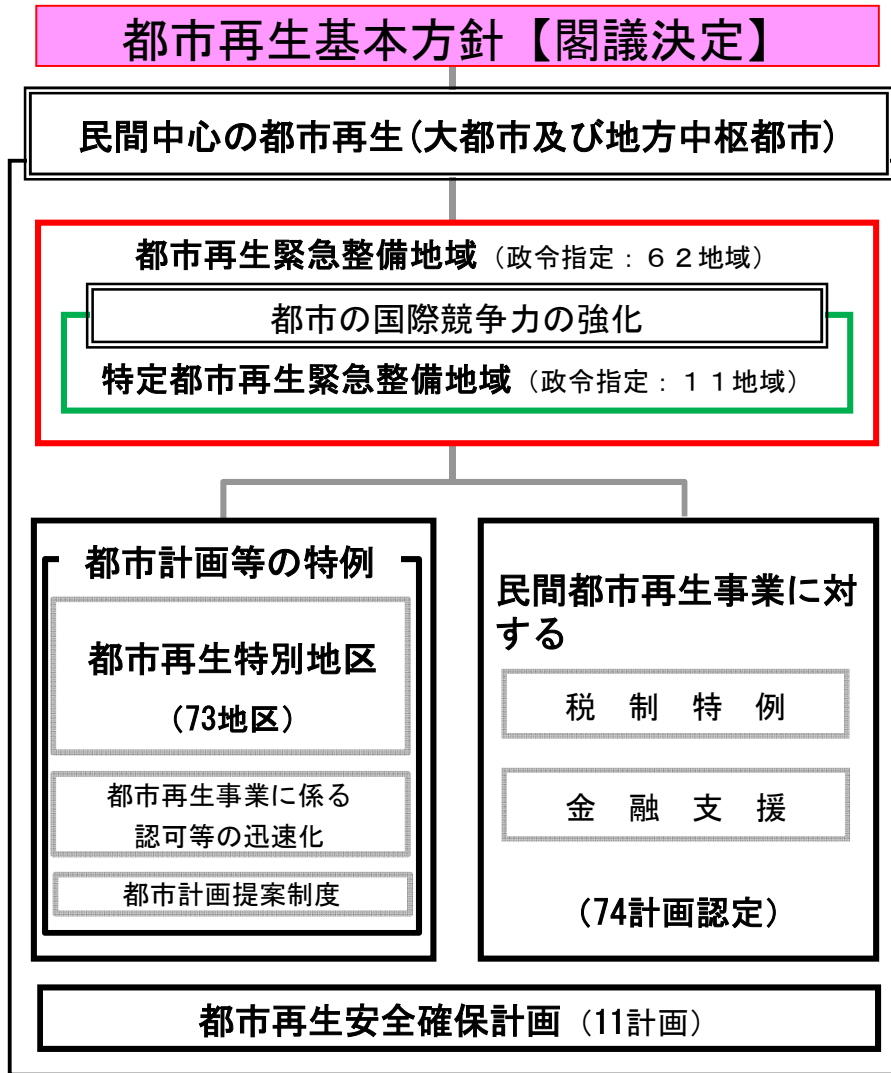 都市再生基本方針【閣議決定】
民間中心の都市再生（大都市及び地方中枢都市）
都市再生緊急整備地域（政令指定：６２地域）
都市の国際競争力の強化
特定都市再生緊急整備地域（政令指定：１１地域）
都市計画等の特例
都市再生特別地区
（73地区）
都市再生事業に係る
認可等の迅速化
都市計画提案制度
民間都市再生事業に対
する
税　制　特　例
金　融　支　援
（74計画認定）
都市再生安全確保計画（11計画）